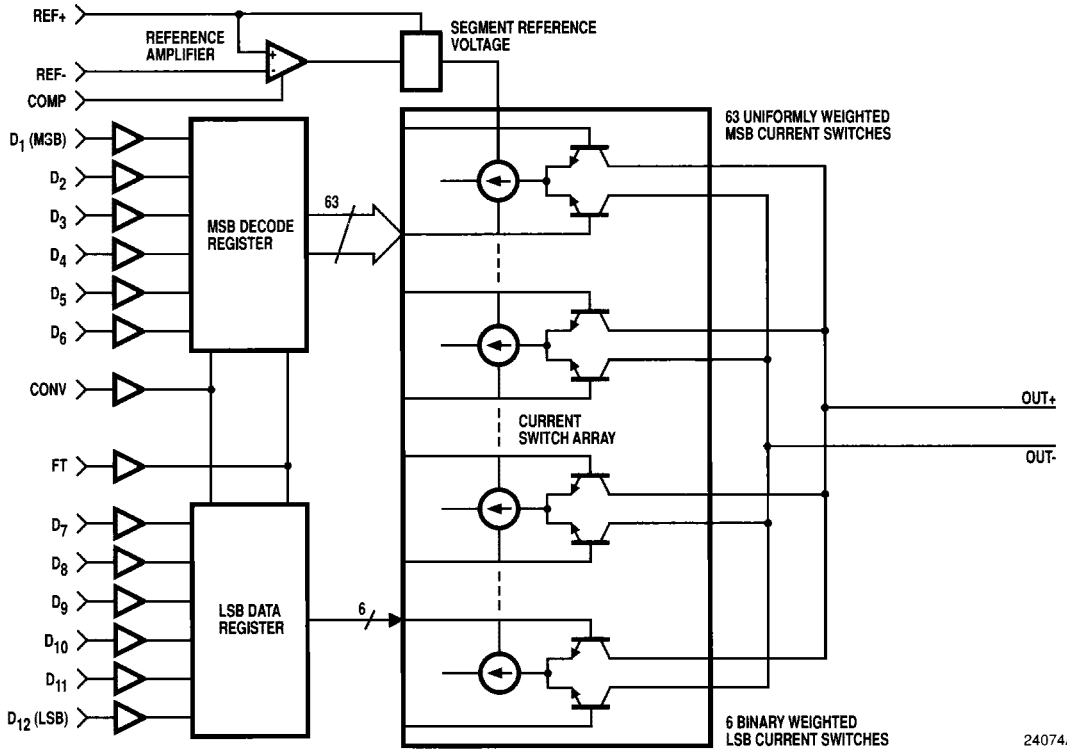 REF+
REFERENCE
AMPLIFIER
SEGMENT REFERENCE
VOLTAGE
+
-
REF-
COMP
D1 (MSB)
D2
D3
D4
D5
D6
MSB DECODE
REGISTER
63
63 UNIFORMLY WEIGHTED
MSB CURRENT SWITCHES
CONV
FT
CURRENT
SWITCH ARRAY
OUT+
OUT-
D7
D8
D9
D10
D11
D12 (LSB)
LSB DATA
REGISTER
6
6 BINARY WEIGHTED
LSB CURRENT SWITCHES
24074